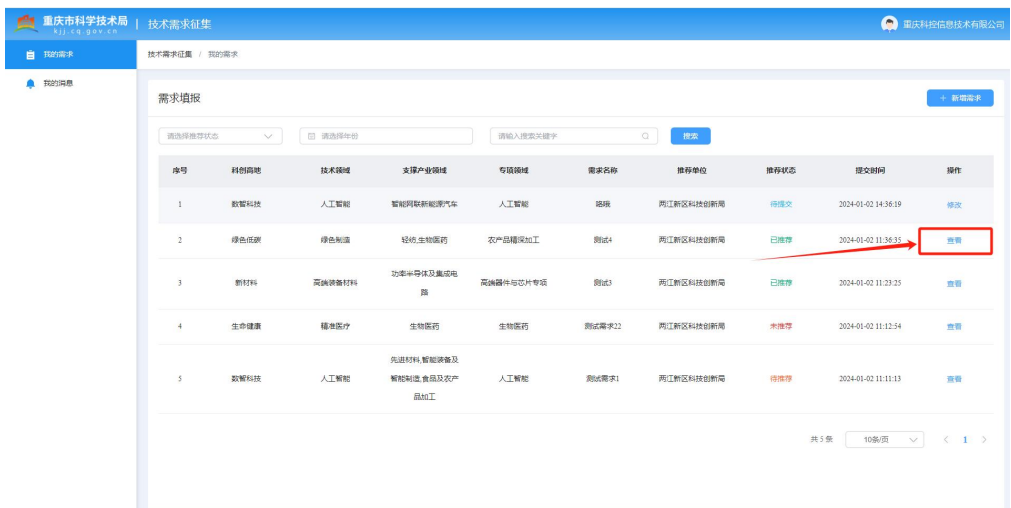 重庆市科学技术局 | 技术需求征集
kjj.cq.gov.cn
重庆科控信息技术有限公司
我的需求
技术需求征集 / 我的需求
我的消息
需求填报
+ 新增需求
请选择推荐状态
请选择年份
请输入搜索关键字
搜索
序号 科创高地 技术领域 支撑产业领域 专项领域 需求名称 推荐单位 推荐状态 提交时间 操作
1 数智科技 人工智能 智能网联新能源汽车 人工智能 两江新区科技创新局 待提交 2024-01-02 14:36:19 修改
2 绿色低碳 绿色制造 轻纺,生物医药 农产品精深加工 测试4 两江新区科技创新局 已推荐 2024-01-02 11:36:35 查看
3 新材料 高端装备材料 功率半导体及集成电
路 高端器件与芯片专项 测试3 两江新区科技创新局 已推荐 2024-01-02 11:23:25 查看
4 生命健康 精准医疗 生物医药 生物医药 测试需求22 两江新区科技创新局 未推荐 2024-01-02 11:12:54 查看
5 数智科技 人工智能 先进材料,智能装备及
智能制造,食品及农产
品加工 人工智能 测试需求1 两江新区科技创新局 待推荐 2024-01-02 11:11:13 查看
共 5 条 10条/页 < 1 >